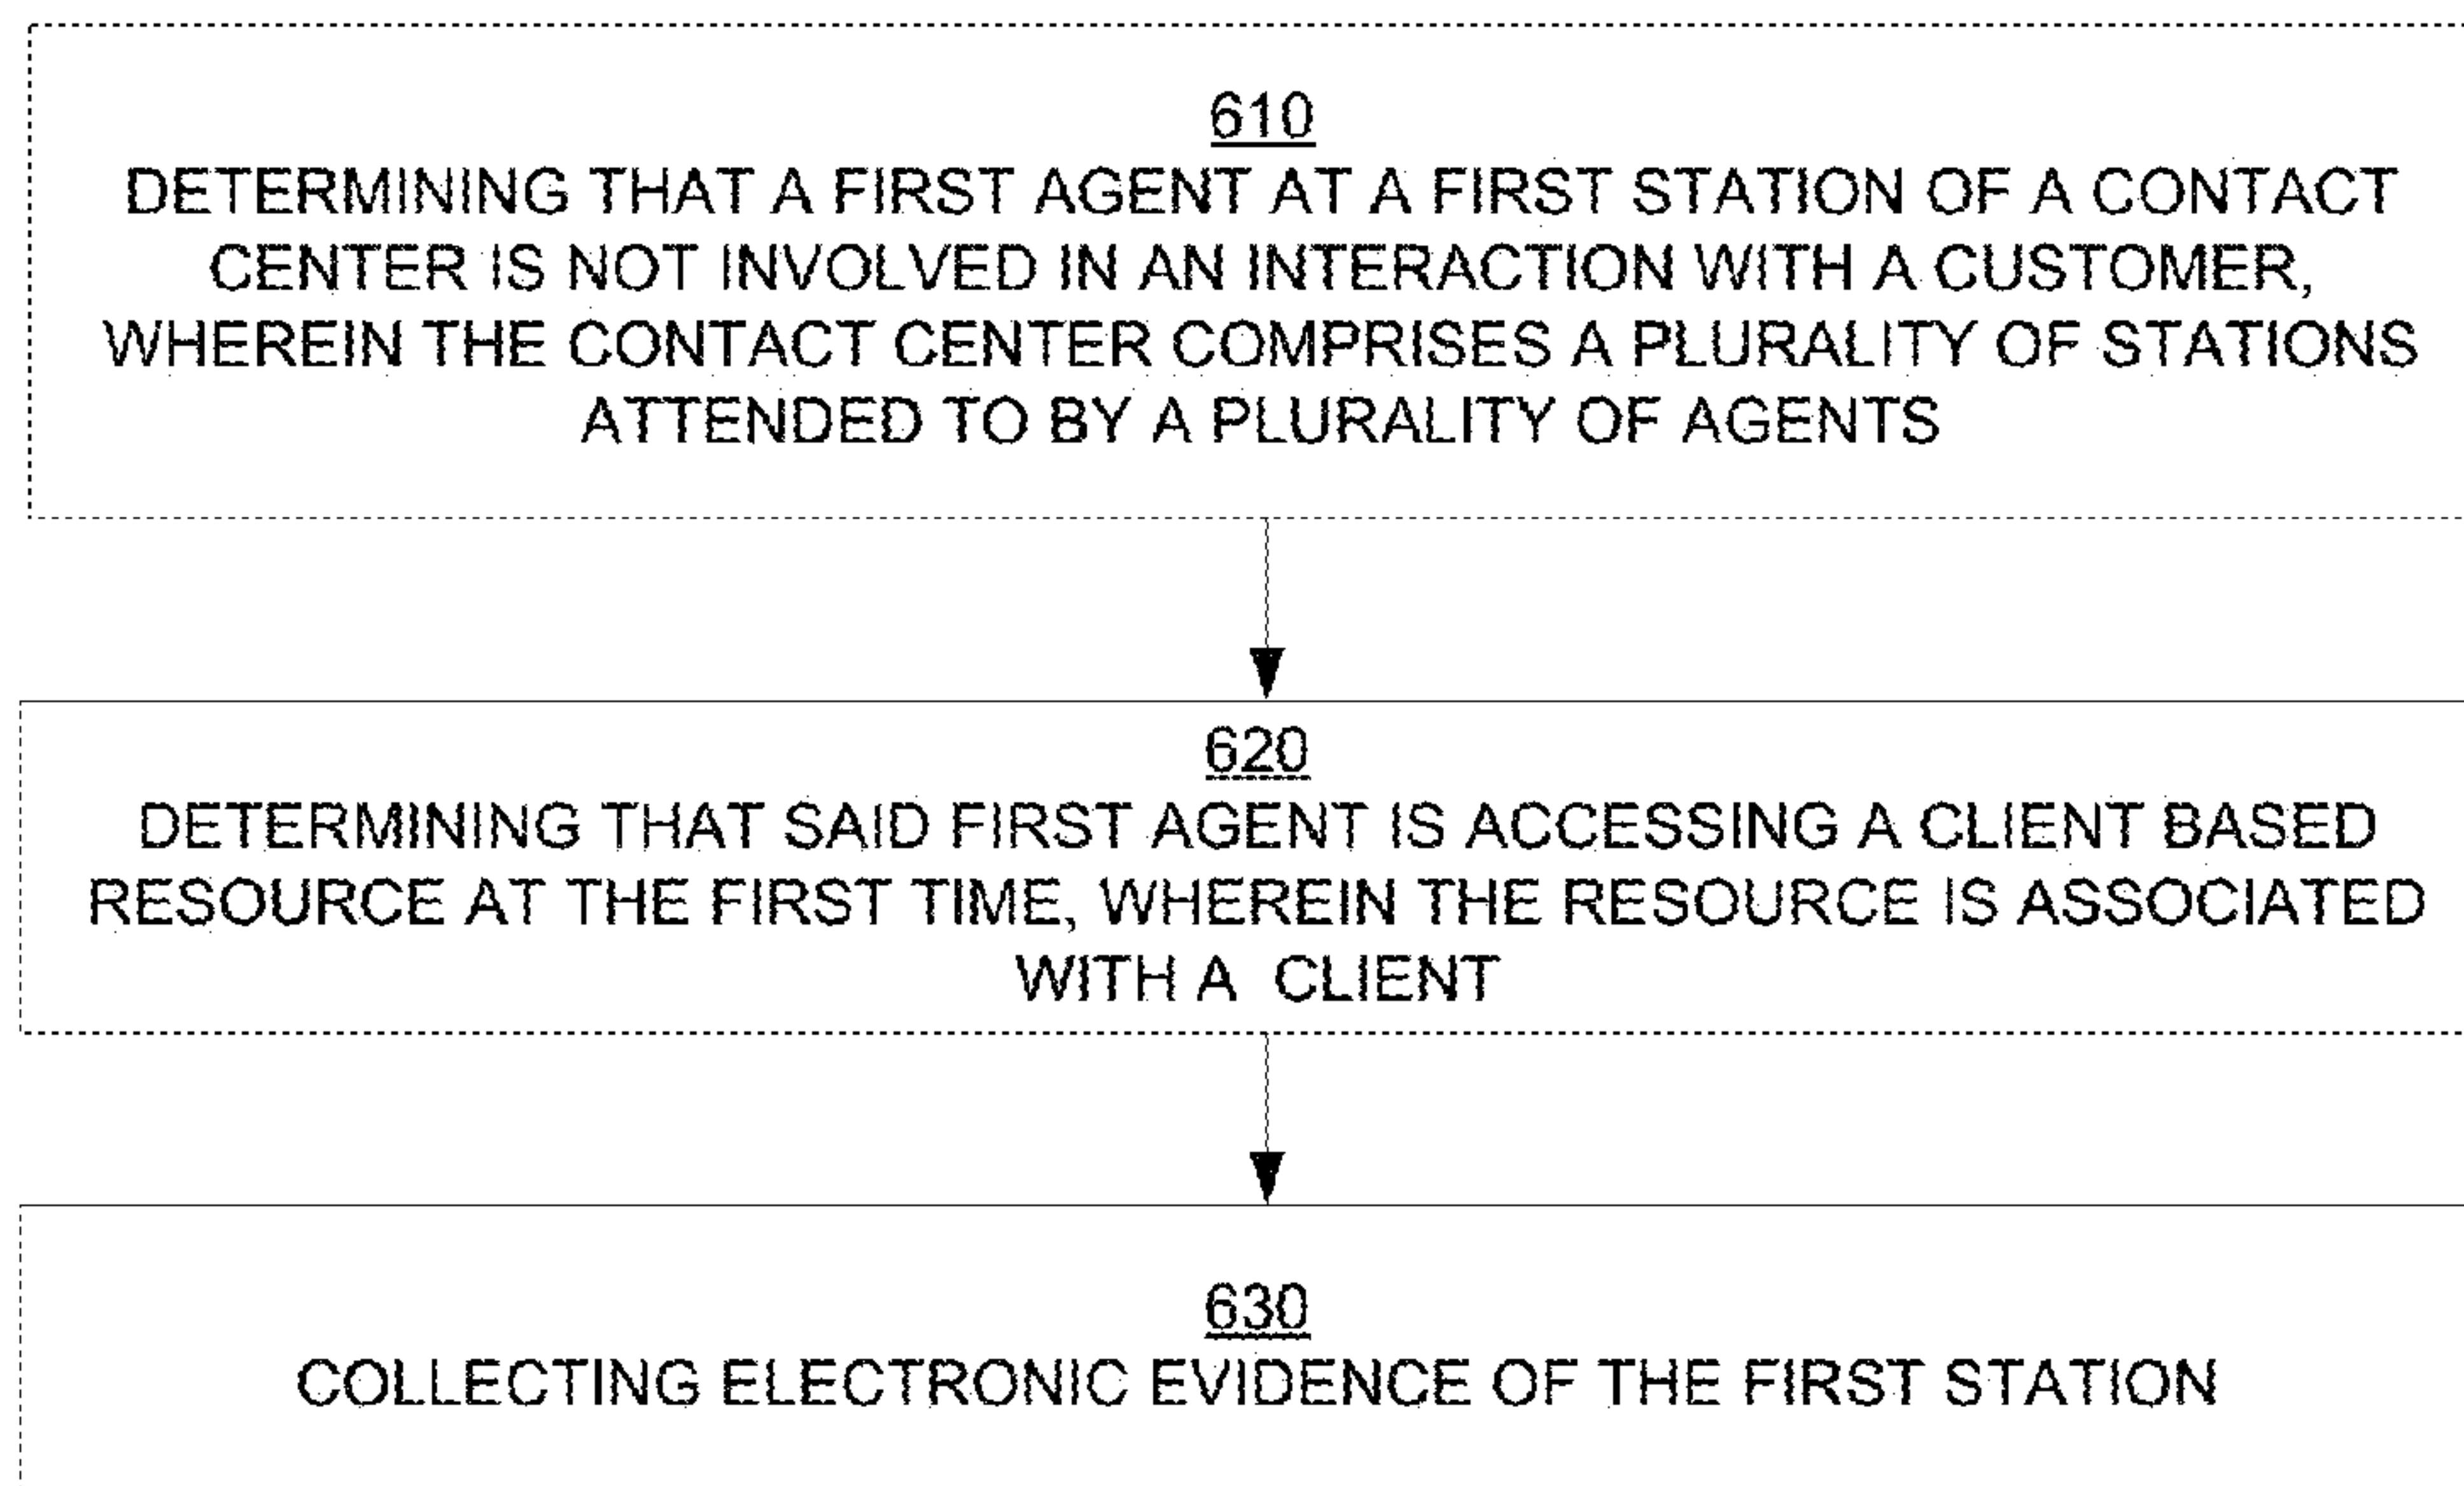 610
DETERMINING THAT A FIRST AGENT AT A FIRST STATION OF A CONTACT
CENTER IS NOT INVOLVED IN AN INTERACTION WITH A CUSTOMER,
WHEREIN THE CONTACT CENTER COMPRISES A PLURALITY OF STATIONS
ATTENDED TO BY A PLURALITY OF AGENTS
620
DETERMINING THAT SAID FIRST AGENT IS ACCESSING A CLIENT BASED
RESOURCE AT THE FIRST TIME, WHEREIN THE RESOURCE IS ASSOCIATED
WITH A CLIENT
630
COLLECTING ELECTRONIC EVIDENCE OF THE FIRST STATION